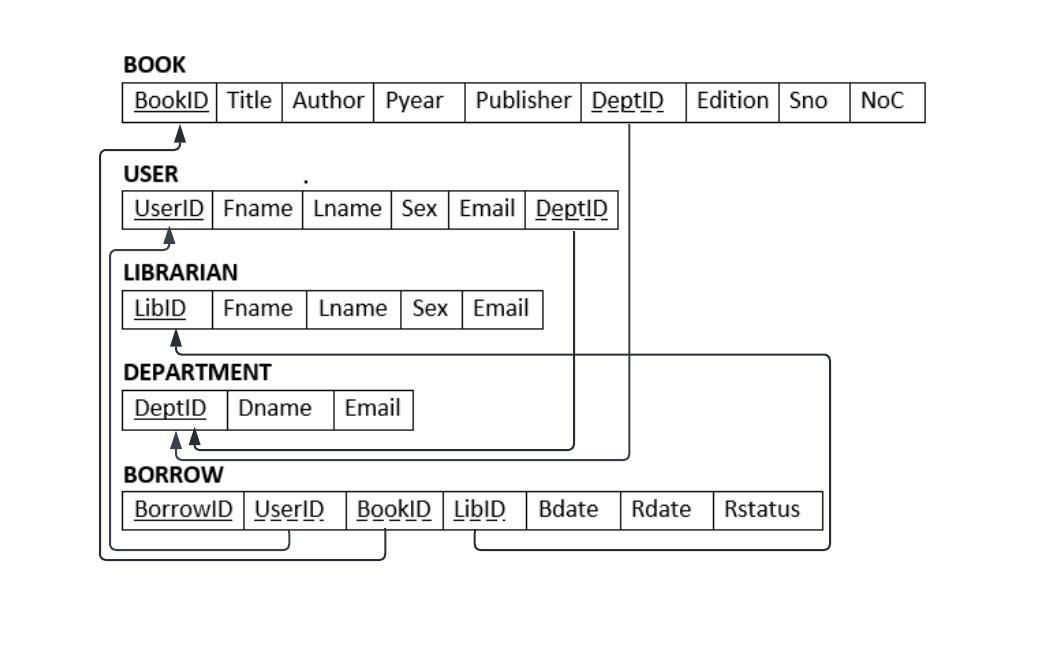 BOOK
BookID Title Author Pyear Publisher DeptID Edition Sno NoC
USER
UserID Fname Lname Sex Email DeptID
LIBRARIAN
LibID Fname Lname Sex Email
DEPARTMENT
DeptID Dname Email
BORROW
BorrowID UserID BookID LibID Bdate Rdate Rstatus